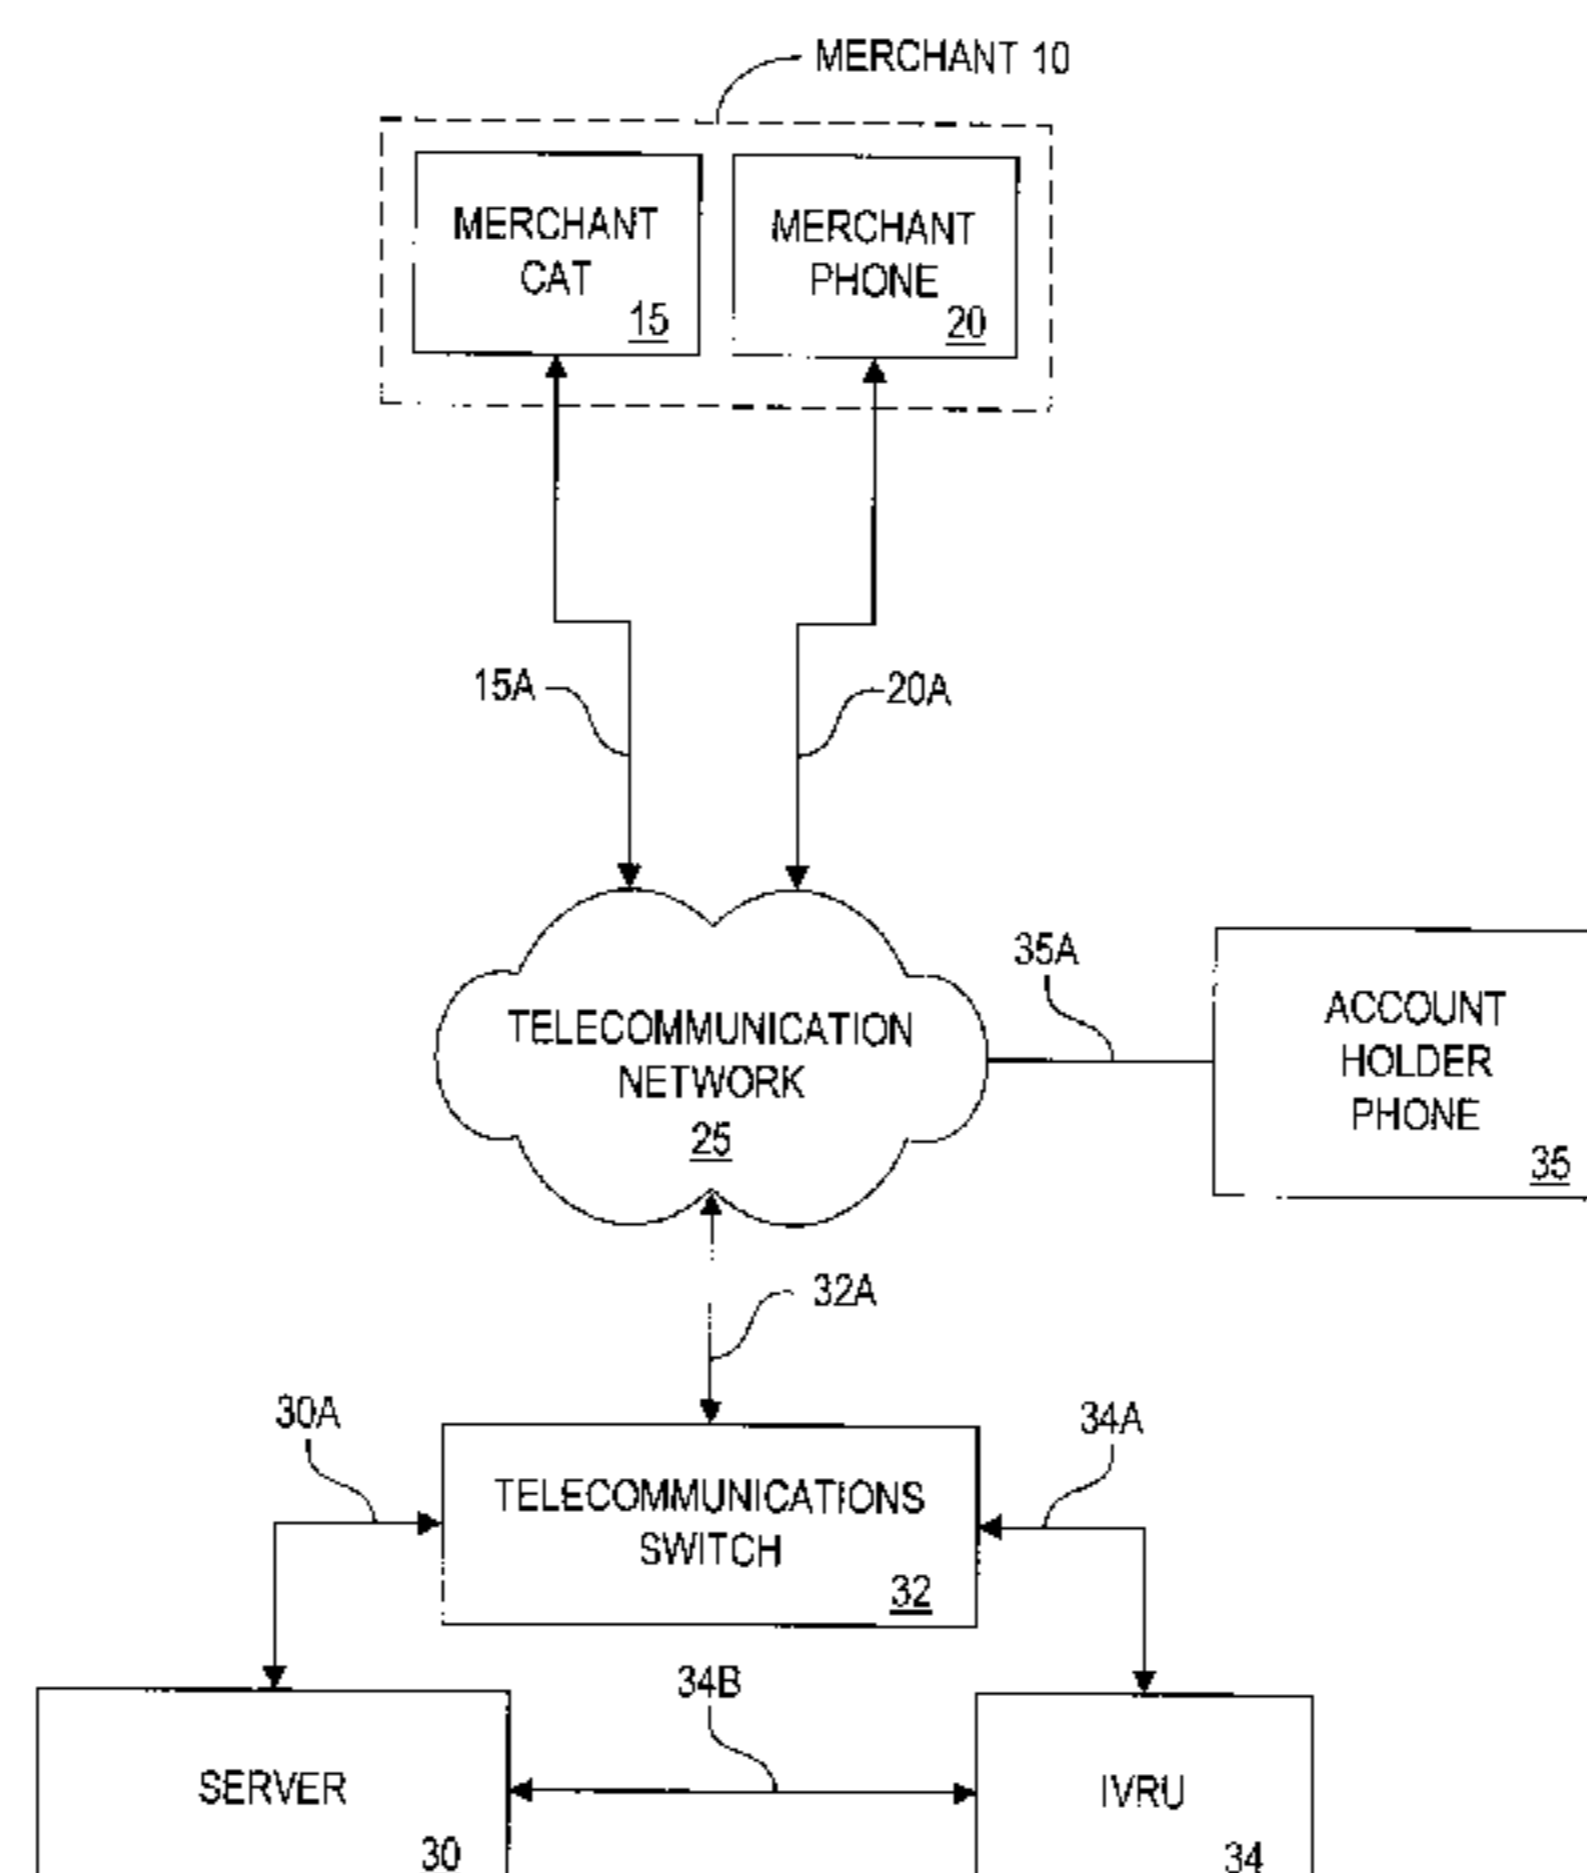 MERCHANT 10
MERCHANT
CAT
15
MERCHANT
PHONE
20
15A
20A
TELECOMMUNICATION
NETWORK
25
35A
ACCOUNT
HOLDER
PHONE
35
32A
30A
34A
TELECOMMUNICATIONS
SWITCH
32
34B
SERVER
30
IVRU
34